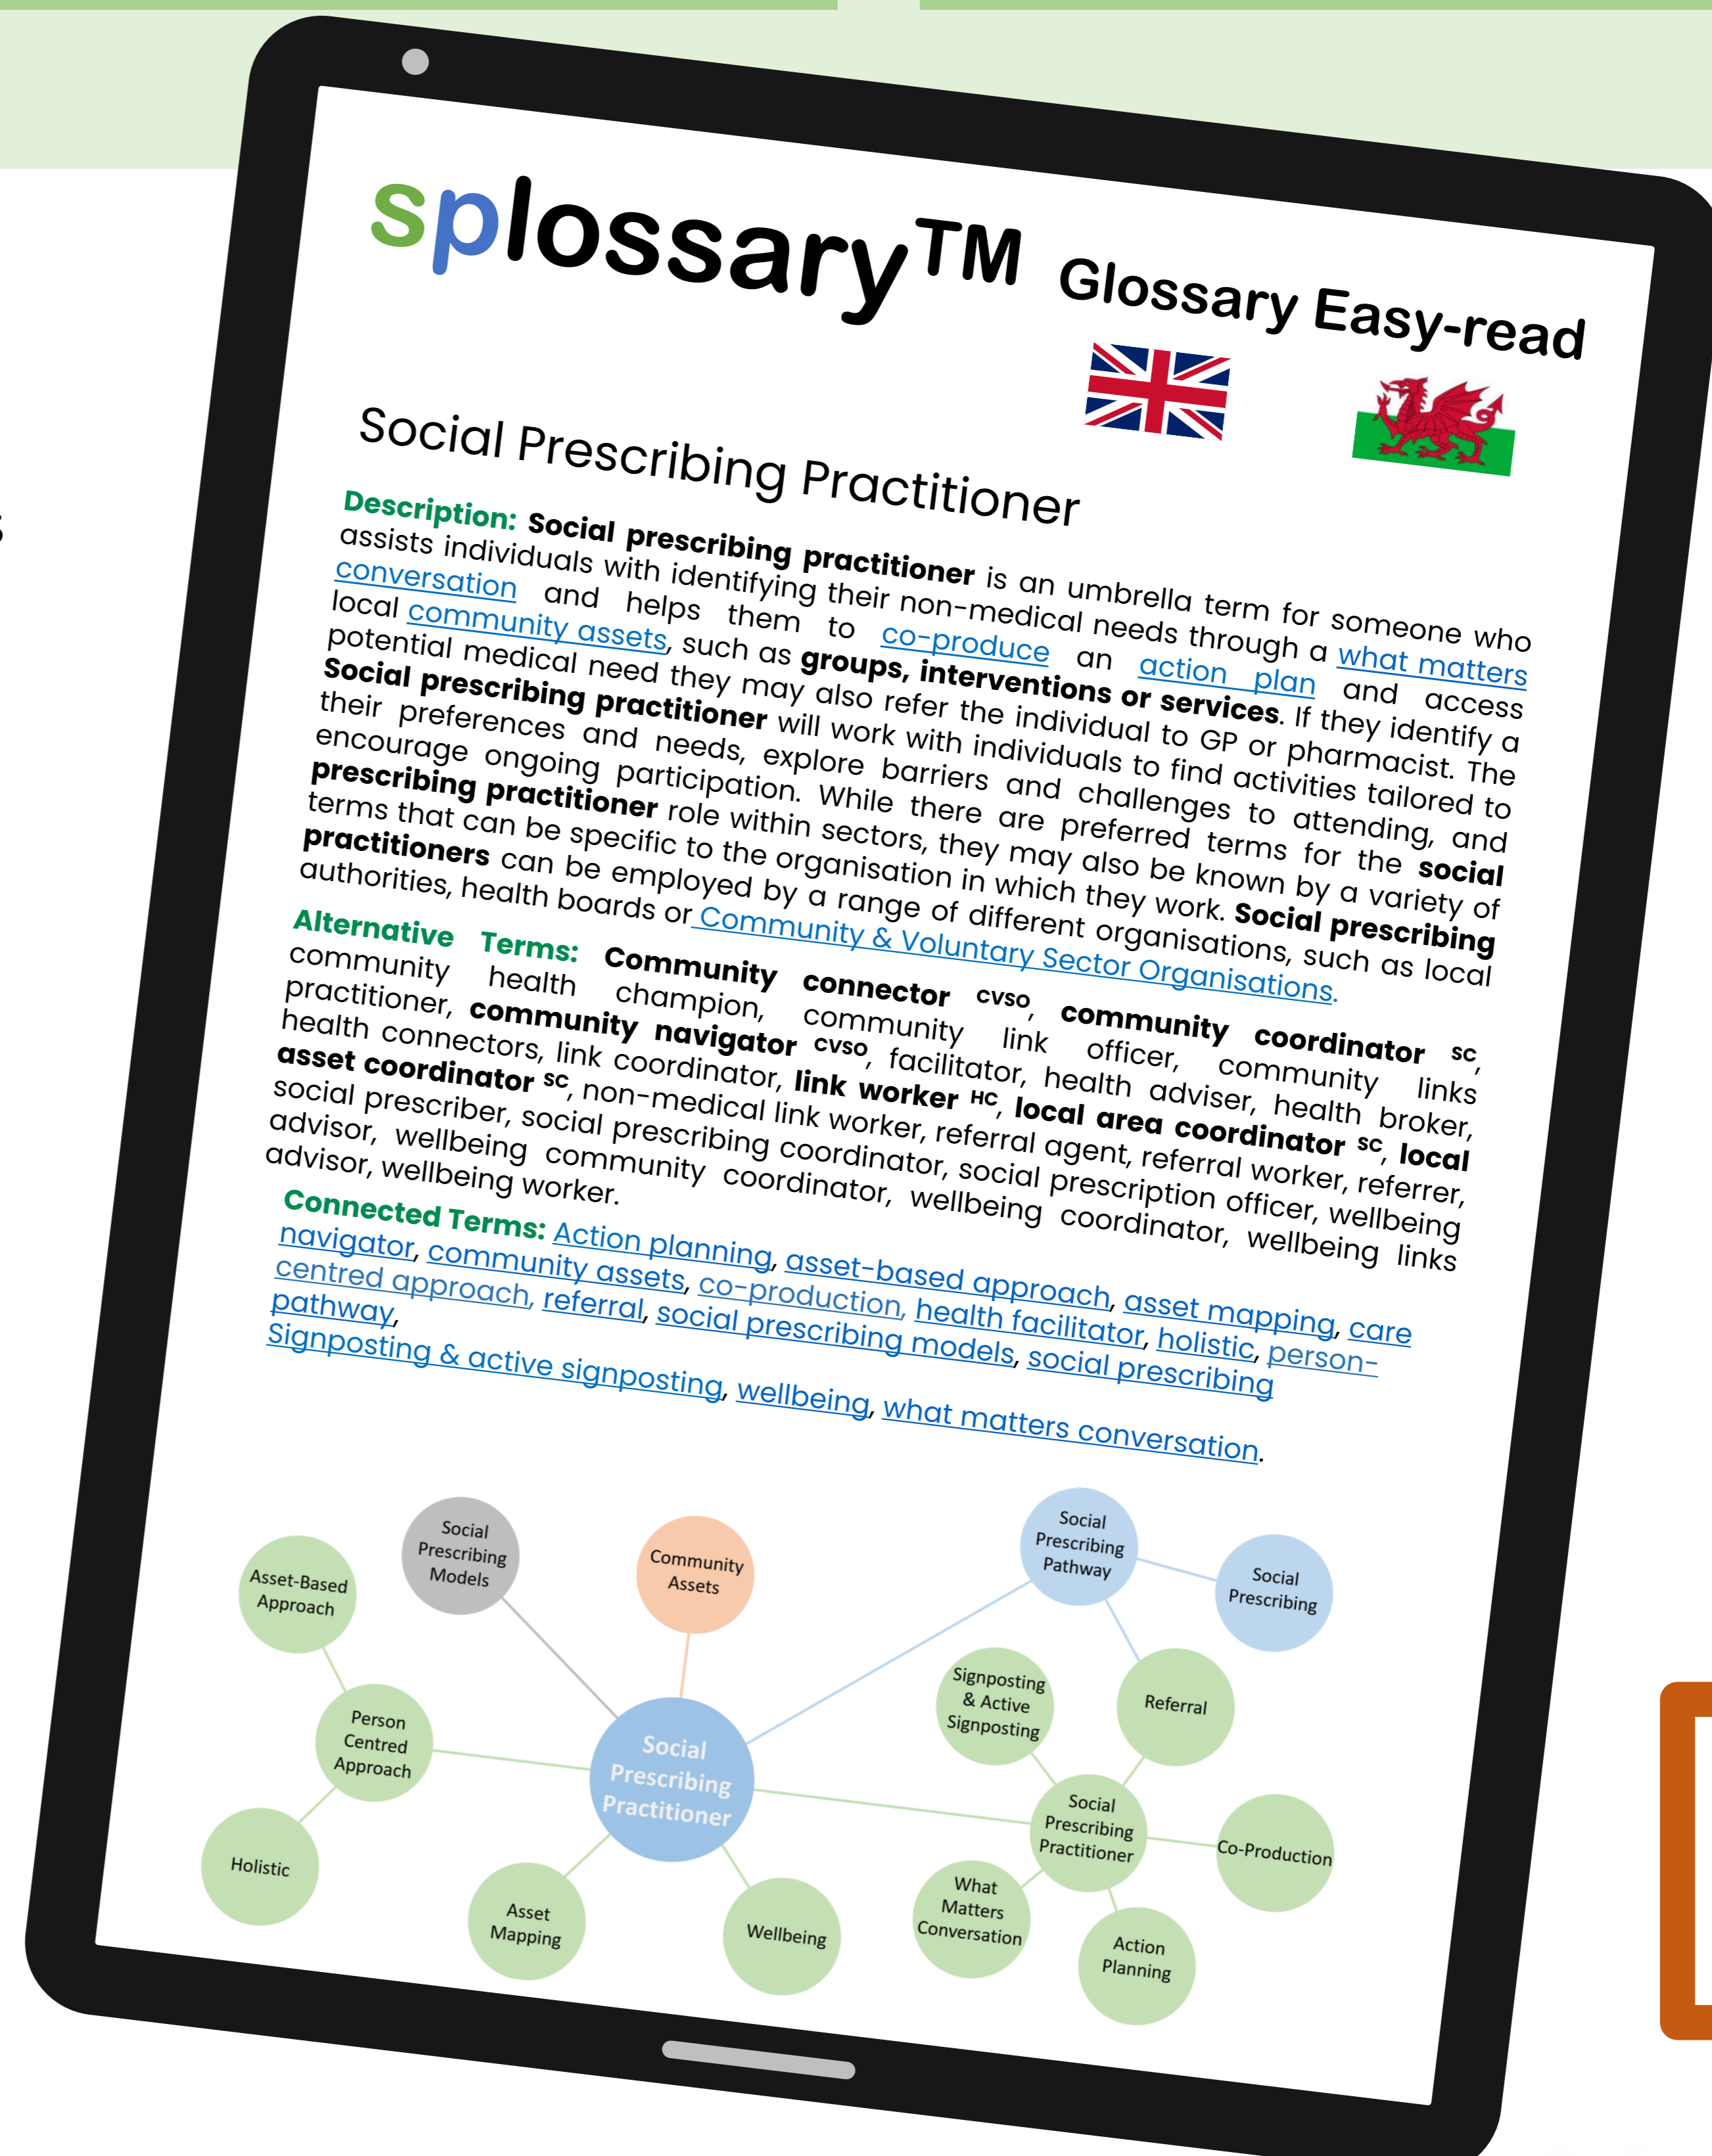 splossary™ Glossary Easy-read
Social Prescribing Practitioner
Description: Social prescribing practitioner is an umbrella term for someone who
assists individuals with identifying their non-medical needs through a what matters
conversation and helps them to co-produce an action plan and access
local community assets, such as groups, interventions or services. If they identify a
potential medical need they may also refer the individual to GP or pharmacist. The
Social prescribing practitioner will work with individuals to find activities tailored to
their preferences and needs, explore barriers and challenges to attending, and
encourage ongoing participation. While there are preferred terms for the social
prescribing practitioner role within sectors, they may also be known by a variety of
terms that can be specific to the organisation in which they work. Social prescribing
practitioners can be employed by a range of different organisations, such as local
authorities, health boards or Community & Voluntary Sector Organisations.
Alternative Terms: Community connector CVSO, community coordinator SC,
community health champion, community link officer, community links
practitioner, community navigator CVSO, facilitator, health adviser, health broker,
health connectors, link coordinator, link worker HC, local area coordinator SC, local
asset coordinator SC, non-medical link worker, referral agent, referral worker, referrer,
social prescriber, social prescribing coordinator, social prescription officer, wellbeing
advisor, wellbeing community coordinator, wellbeing coordinator, wellbeing links
advisor, wellbeing worker.
Connected Terms: Action planning, asset-based approach, asset mapping, care
navigator, community assets, co-production, health facilitator, holistic, person-
centred approach, referral, social prescribing models, social prescribing
pathway,
Signposting & active signposting, wellbeing, what matters conversation.
Social
Prescribing
Models
Asset-Based
Approach
Community
Assets
Social
Prescribing
Pathway
Social
Prescribing
Signposting
& Active
Signposting
Referral
Person
Centred
Approach
Social
Prescribing
Practitioner
Social
Prescribing
Practitioner
Co-Production
Holistic
Asset
Mapping
Wellbeing
What
Matters
Conversation
Action
Planning